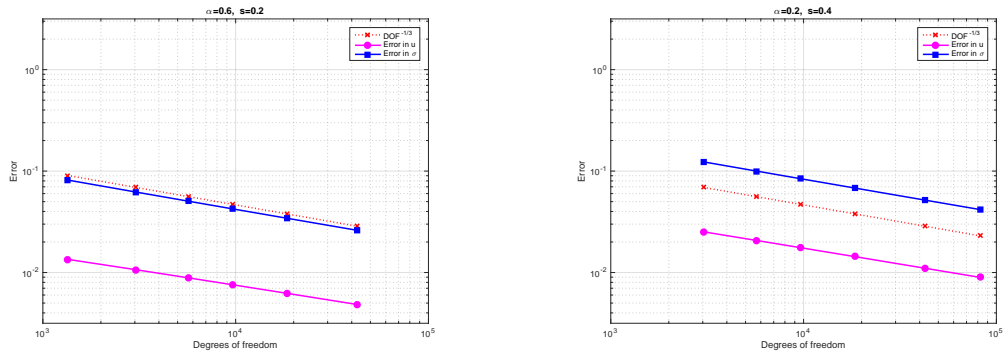 α=0.6, s=0.2
DOF^-1/3
Error in u
Error in σ
10^0
10^-1
10^-2
Error
10^3
10^4
10^5
Degrees of freedom
α=0.2, s=0.4
DOF^-1/3
Error in u
Error in σ
10^0
10^-1
10^-2
Error
10^3
10^4
10^5
Degrees of freedom